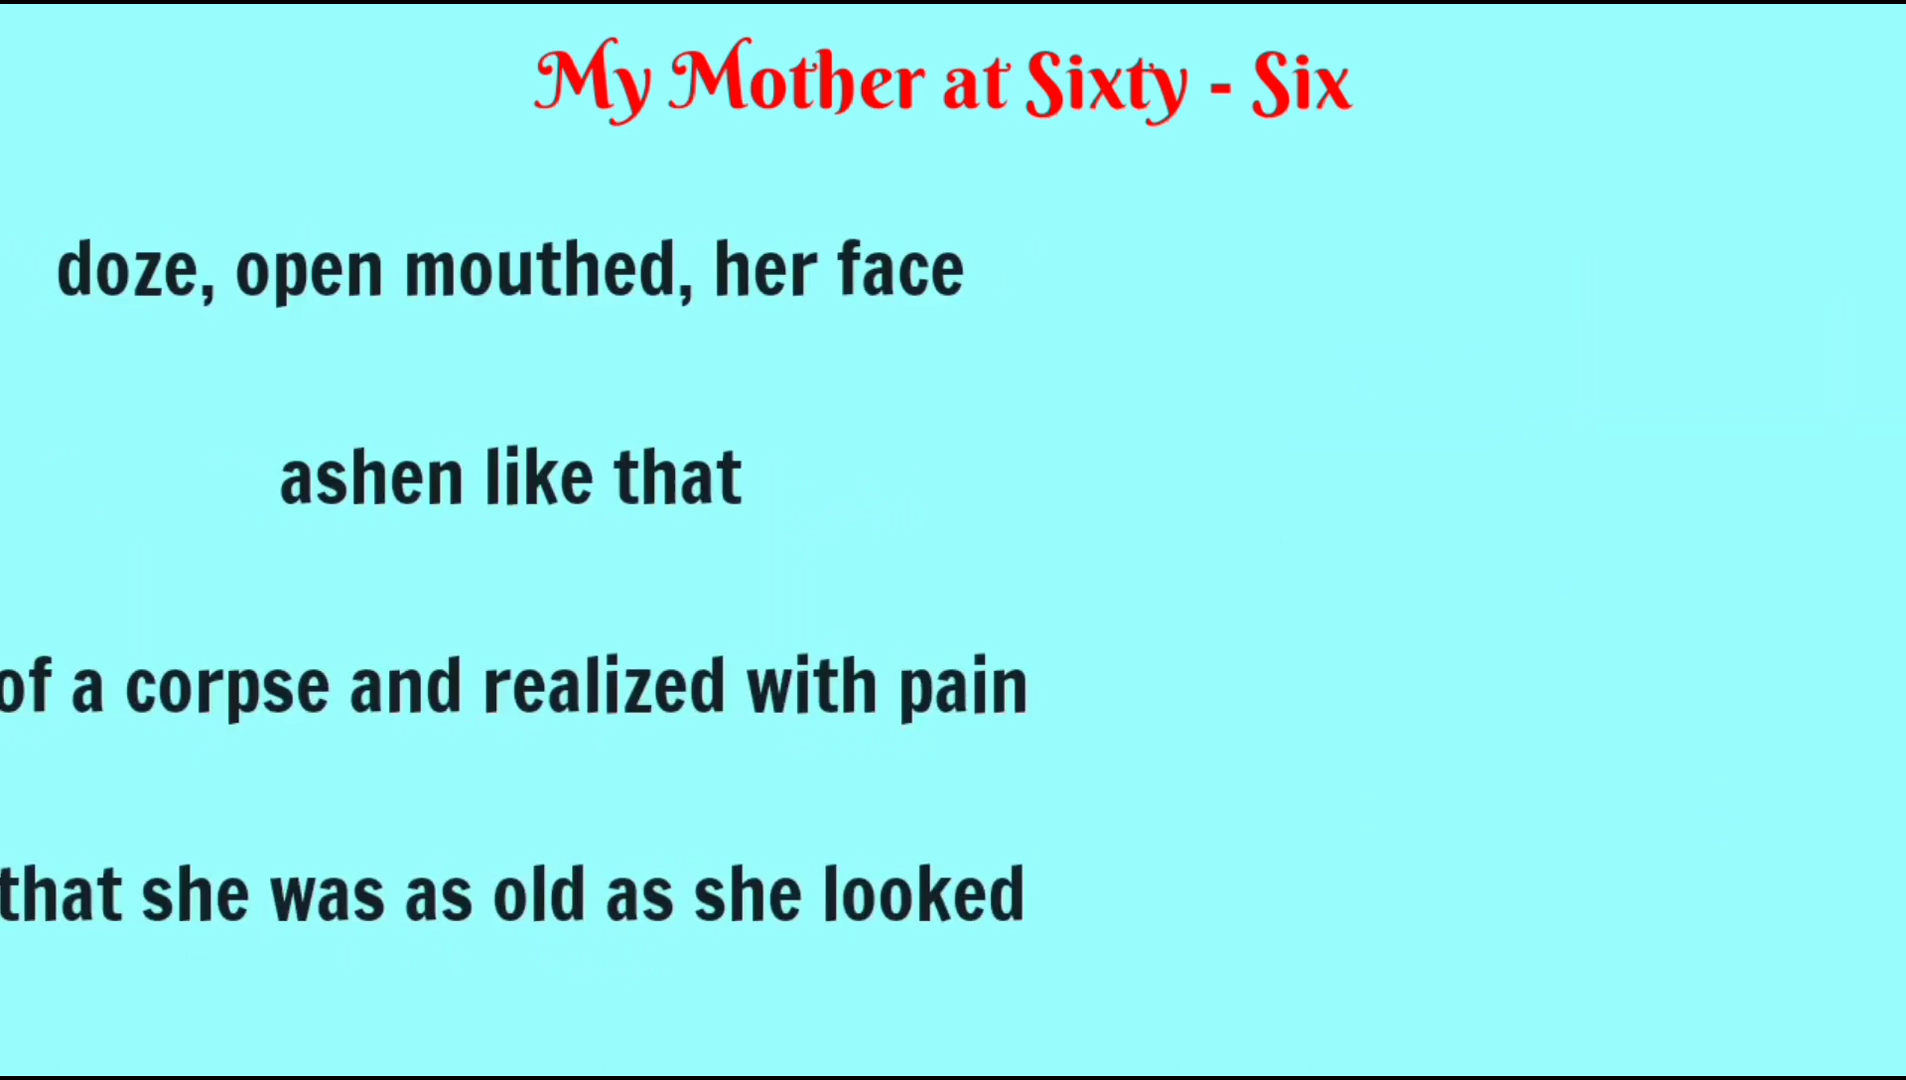 My Mother at Sixty - Six
doze, open mouthed, her face
ashen like that
of a corpse and realized with pain
that she was as old as she looked